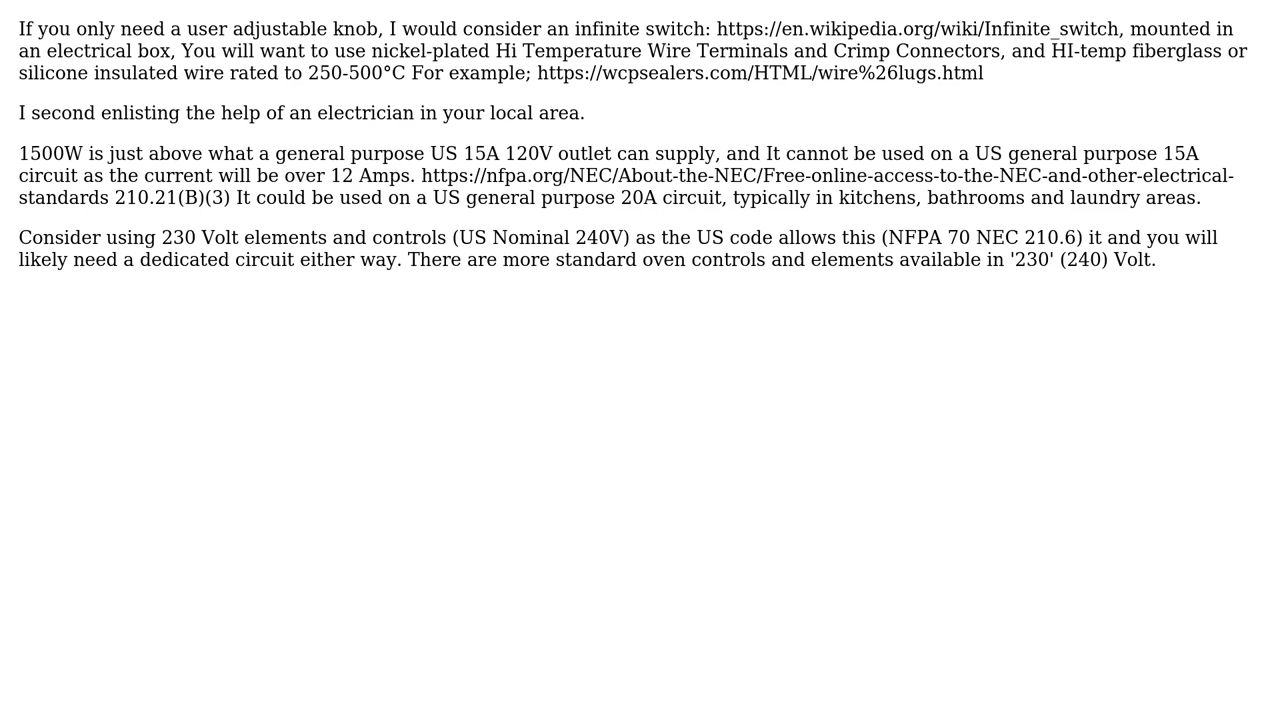 If you only need a user adjustable knob, I would consider an infinite switch: https://en.wikipedia.org/wiki/Infinite_switch, mounted in
an electrical box, You will want to use nickel-plated Hi Temperature Wire Terminals and Crimp Connectors, and HI-temp fiberglass or
silicone insulated wire rated to 250-500°C For example; https://wcpsealers.com/HTML/wire%26lugs.html
I second enlisting the help of an electrician in your local area.
1500W is just above what a general purpose US 15A 120V outlet can supply, and It cannot be used on a US general purpose 15A
circuit as the current will be over 12 Amps. https://nfpa.org/NEC/About-the-NEC/Free-online-access-to-the-NEC-and-other-electrical-
standards 210.21(B)(3) It could be used on a US general purpose 20A circuit, typically in kitchens, bathrooms and laundry areas.
Consider using 230 Volt elements and controls (US Nominal 240V) as the US code allows this (NFPA 70 NEC 210.6) it and you will
likely need a dedicated circuit either way. There are more standard oven controls and elements available in '230' (240) Volt.